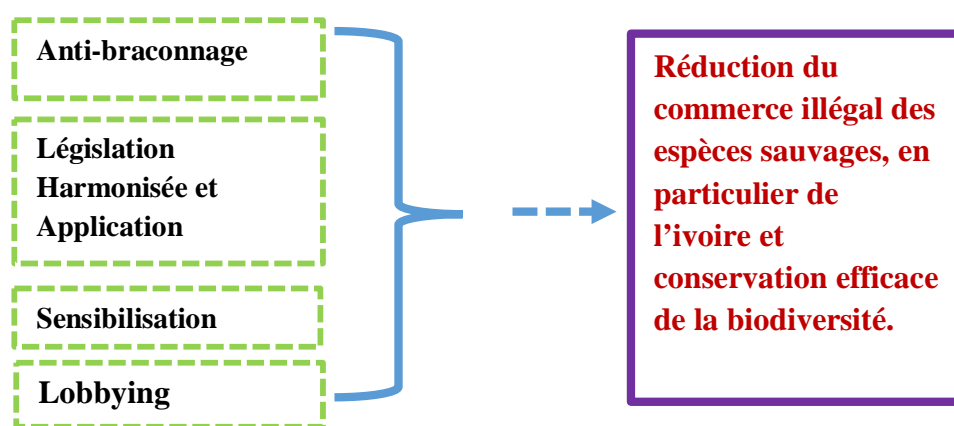 Anti-braconnage
Législation
Harmonisée et
Application
Sensibilisation
Lobbying
Réduction du
commerce illégal des
espèces sauvages, en
particulier de
l’ivoire et
conservation efficace
de la biodiversité.